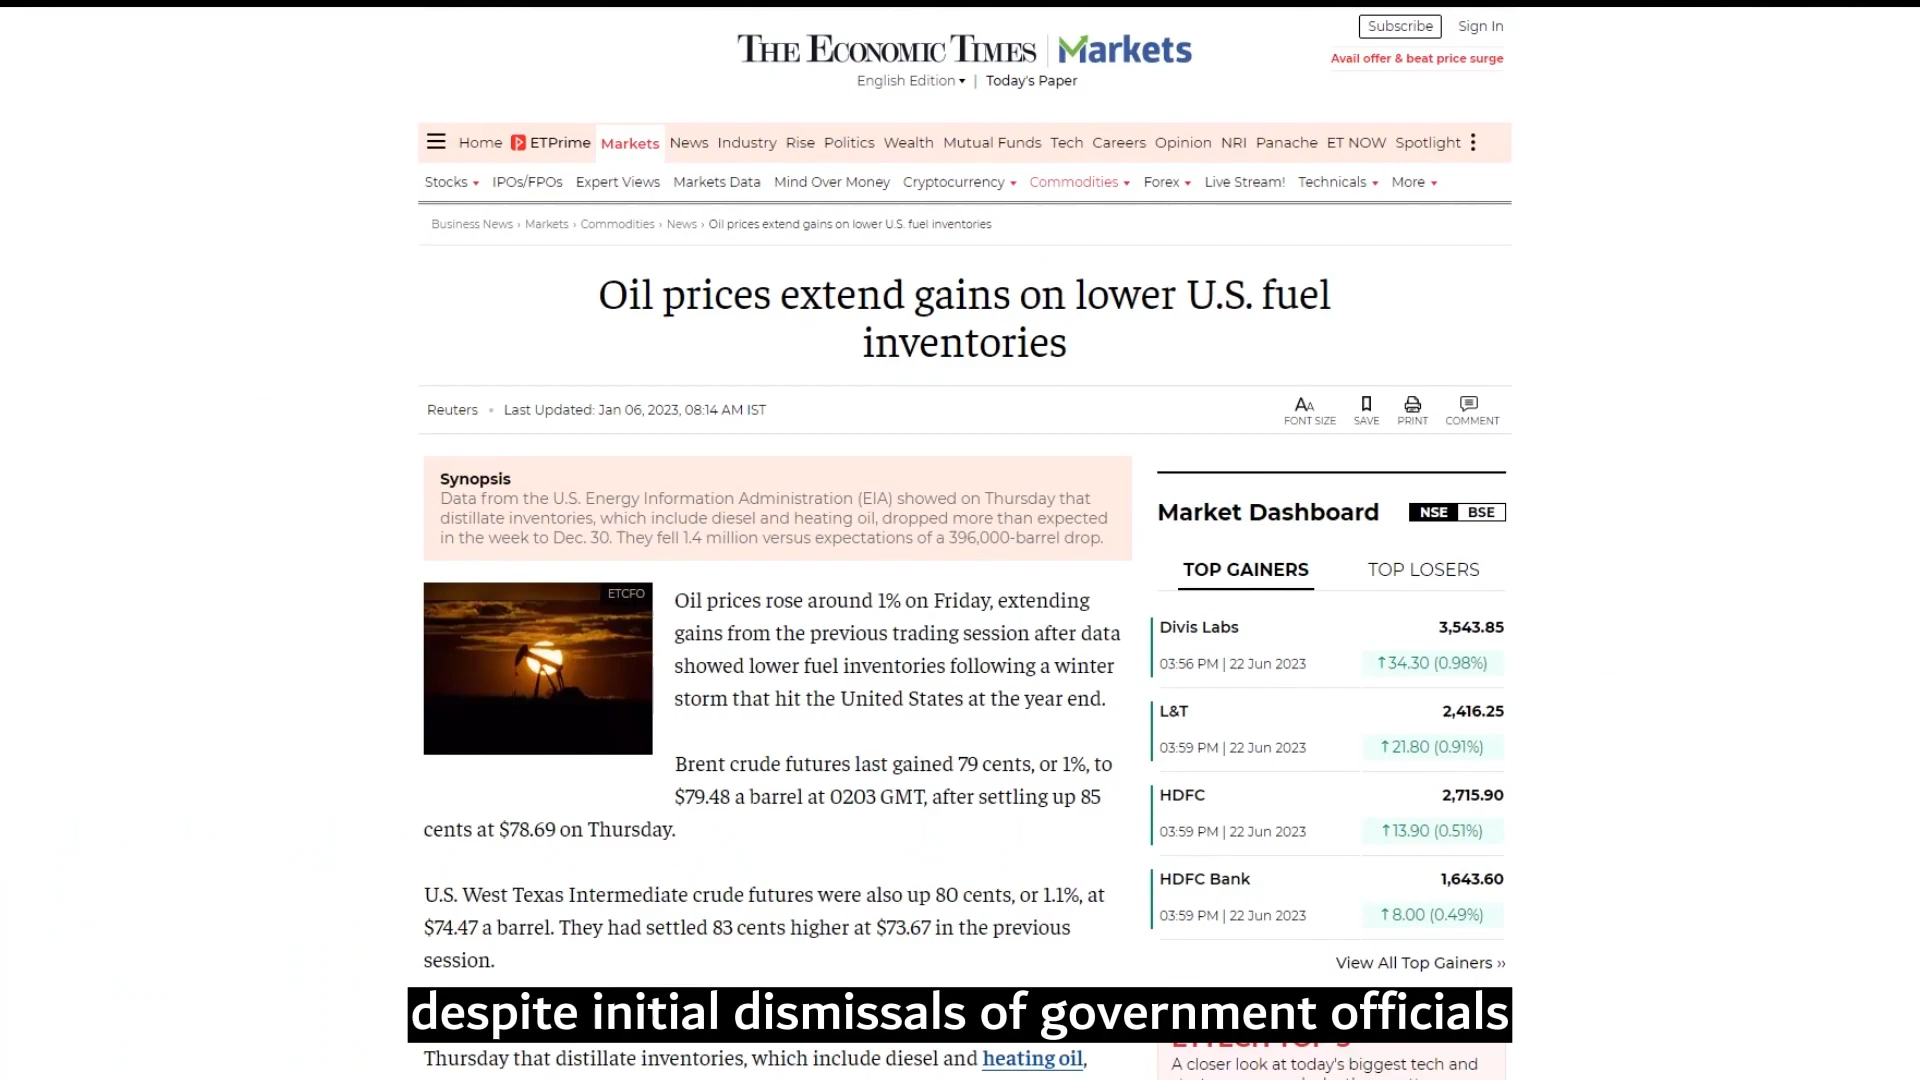 THE ECONOMIC TIMES | Markets
Subscribe Sign In
Avail offer & beat price surge
English Edition | Today's Paper
Home ETPrime Markets News Industry Rise Politics Wealth Mutual Funds Tech Careers Opinion NRI Panache ET NOW Spotlight
Stocks IPOs/FPOs Expert Views Markets Data Mind Over Money Cryptocurrency Commodities Forex Live Stream! Technicals More
Business News › Markets › Commodities › News › Oil prices extend gains on lower U.S. fuel inventories
Oil prices extend gains on lower U.S. fuel
inventories
Reuters • Last Updated: Jan 06, 2023, 08:14 AM IST
AA
FONT SIZE SAVE PRINT COMMENT
Synopsis
Data from the U.S. Energy Information Administration (EIA) showed on Thursday that
distillate inventories, which include diesel and heating oil, dropped more than expected
in the week to Dec. 30. They fell 1.4 million versus expectations of a 396,000-barrel drop.
ETCFO
Oil prices rose around 1% on Friday, extending
gains from the previous trading session after data
showed lower fuel inventories following a winter
storm that hit the United States at the year end.
Brent crude futures last gained 79 cents, or 1%, to
$79.48 a barrel at 0203 GMT, after settling up 85
cents at $78.69 on Thursday.
U.S. West Texas Intermediate crude futures were also up 80 cents, or 1.1%, at
$74.47 a barrel. They had settled 83 cents higher at $73.67 in the previous
session.
Thursday that distillate inventories, which include diesel and heating oil,
Market Dashboard NSE BSE
TOP GAINERS TOP LOSERS
Divis Labs 3,543.85
03:56 PM | 22 Jun 2023 ↑34.30 (0.98%)
L&T 2,416.25
03:59 PM | 22 Jun 2023 ↑21.80 (0.91%)
HDFC 2,715.90
03:59 PM | 22 Jun 2023 ↑13.90 (0.51%)
HDFC Bank 1,643.60
03:59 PM | 22 Jun 2023 ↑8.00 (0.49%)
View All Top Gainers ››
A closer look at today's biggest tech and
despite initial dismissals of government officials